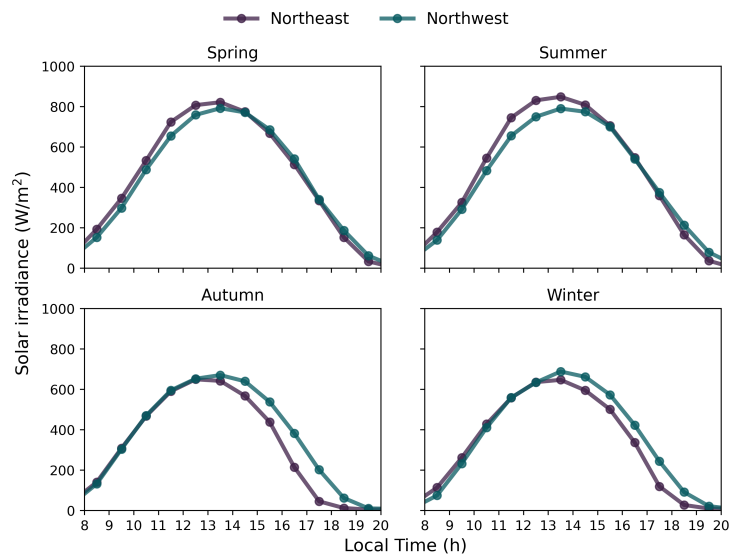 Northeast Northwest
Spring Summer
1000
800
600
400
200
0
Solar irradiance (W/m²)
Autumn Winter
1000
800
600
400
200
0
8 9 10 11 12 13 14 15 16 17 18 19 20 8 9 10 11 12 13 14 15 16 17 18 19 20
Local Time (h)